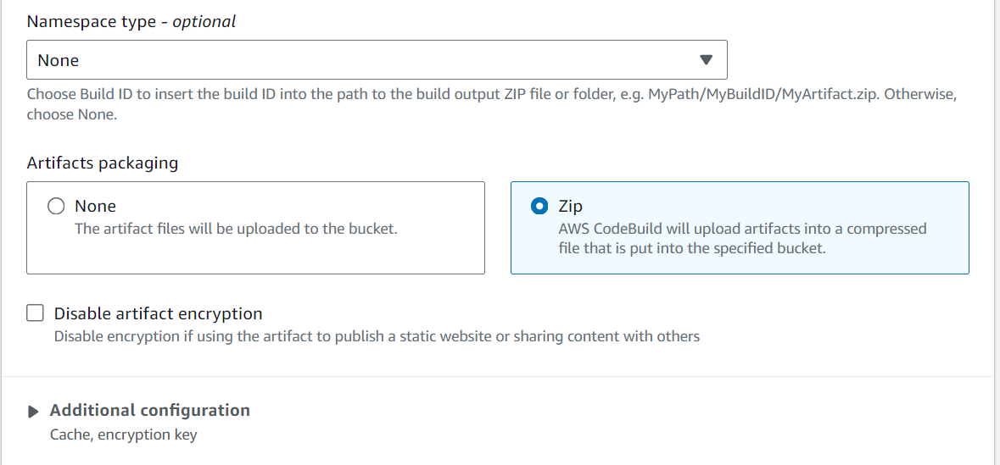 Namespace type - optional
None
Choose Build ID to insert the build ID into the path to the build output ZIP file or folder, e.g. MyPath/MyBuildID/MyArtifact.zip. Otherwise,
choose None.
Artifacts packaging
None
The artifact files will be uploaded to the bucket.
Zip
AWS CodeBuild will upload artifacts into a compressed
file that is put into the specified bucket.
Disable artifact encryption
Disable encryption if using the artifact to publish a static website or sharing content with others
Additional configuration
Cache, encryption key